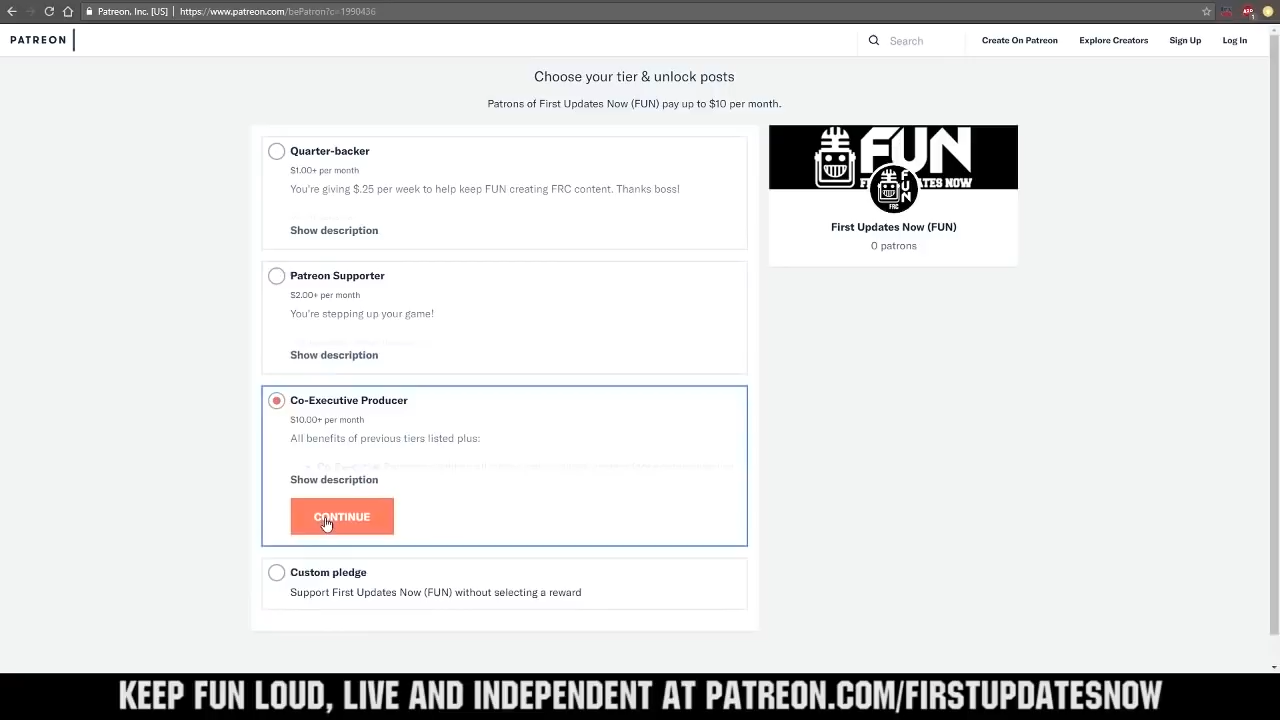 Patreon, Inc. [US] | https://www.patreon.com/bePatron?c=1990436
PATREON
Search
Create On Patreon
Explore Creators
Sign Up
Log In
Choose your tier & unlock posts
Patrons of First Updates Now (FUN) pay up to $10 per month.
Quarter-backer
$1.00+ per month
You're giving $.25 per week to help keep FUN creating FRC content. Thanks boss!
Show description
Patreon Supporter
$2.00+ per month
You're stepping up your game!
Show description
Co-Executive Producer
$10.00+ per month
All benefits of previous tiers listed plus:
Show description
CONTINUE
Custom pledge
Support First Updates Now (FUN) without selecting a reward
FUN
FUN
FRC
First Updates Now (FUN)
0 patrons
KEEP FUN LOUD, LIVE AND INDEPENDENT AT PATREON.COM/FIRSTUPDATESNOW